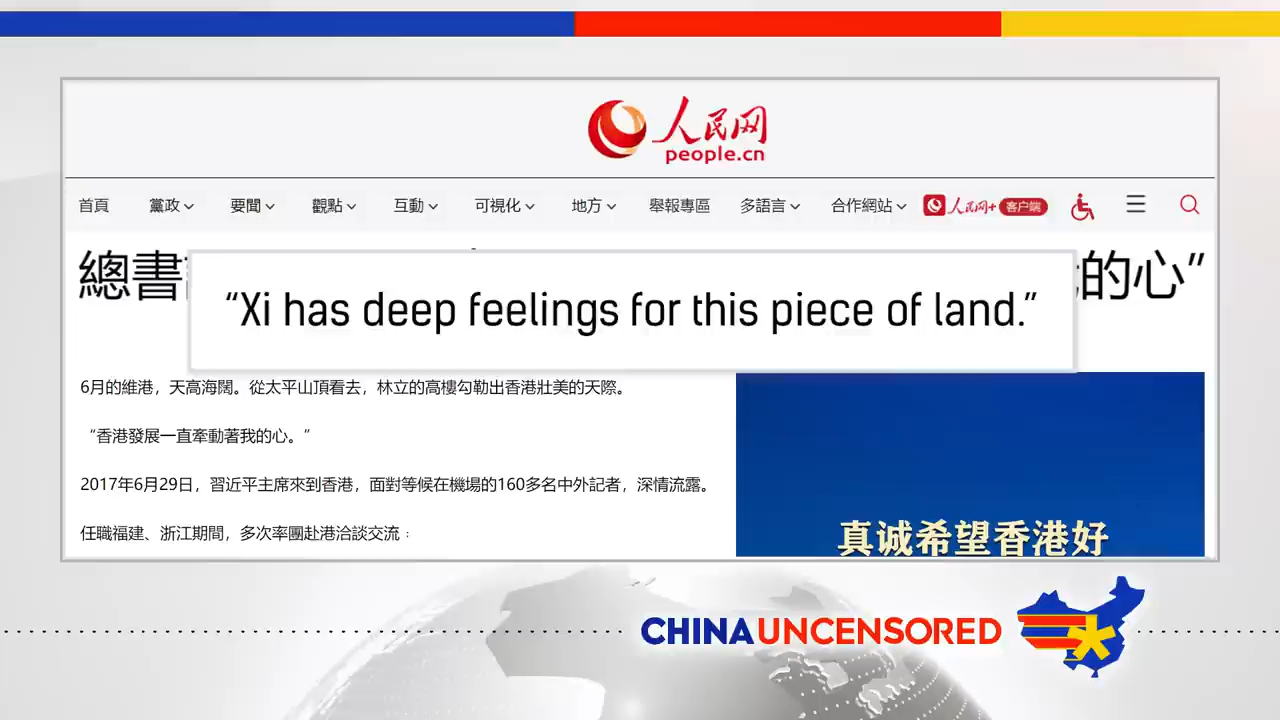 人民网
people.cn
首頁 黨政 要聞 觀點 互動 可視化 地方 舉報專區 多語言 合作網站 人民网+ 客户端
總書 的心”
“Xi has deep feelings for this piece of land.”
6月的維港，天高海闊。從太平山頂看去，林立的高樓勾勒出香港壯美的天際。
“香港發展一直牽動著我的心。”
2017年6月29日，習近平主席來到香港，面對等候在機場的160多名中外記者，深情流露。
任職福建、浙江期間，多次率團赴港洽談交流：
真诚希望香港好
CHINA UNCENSORED